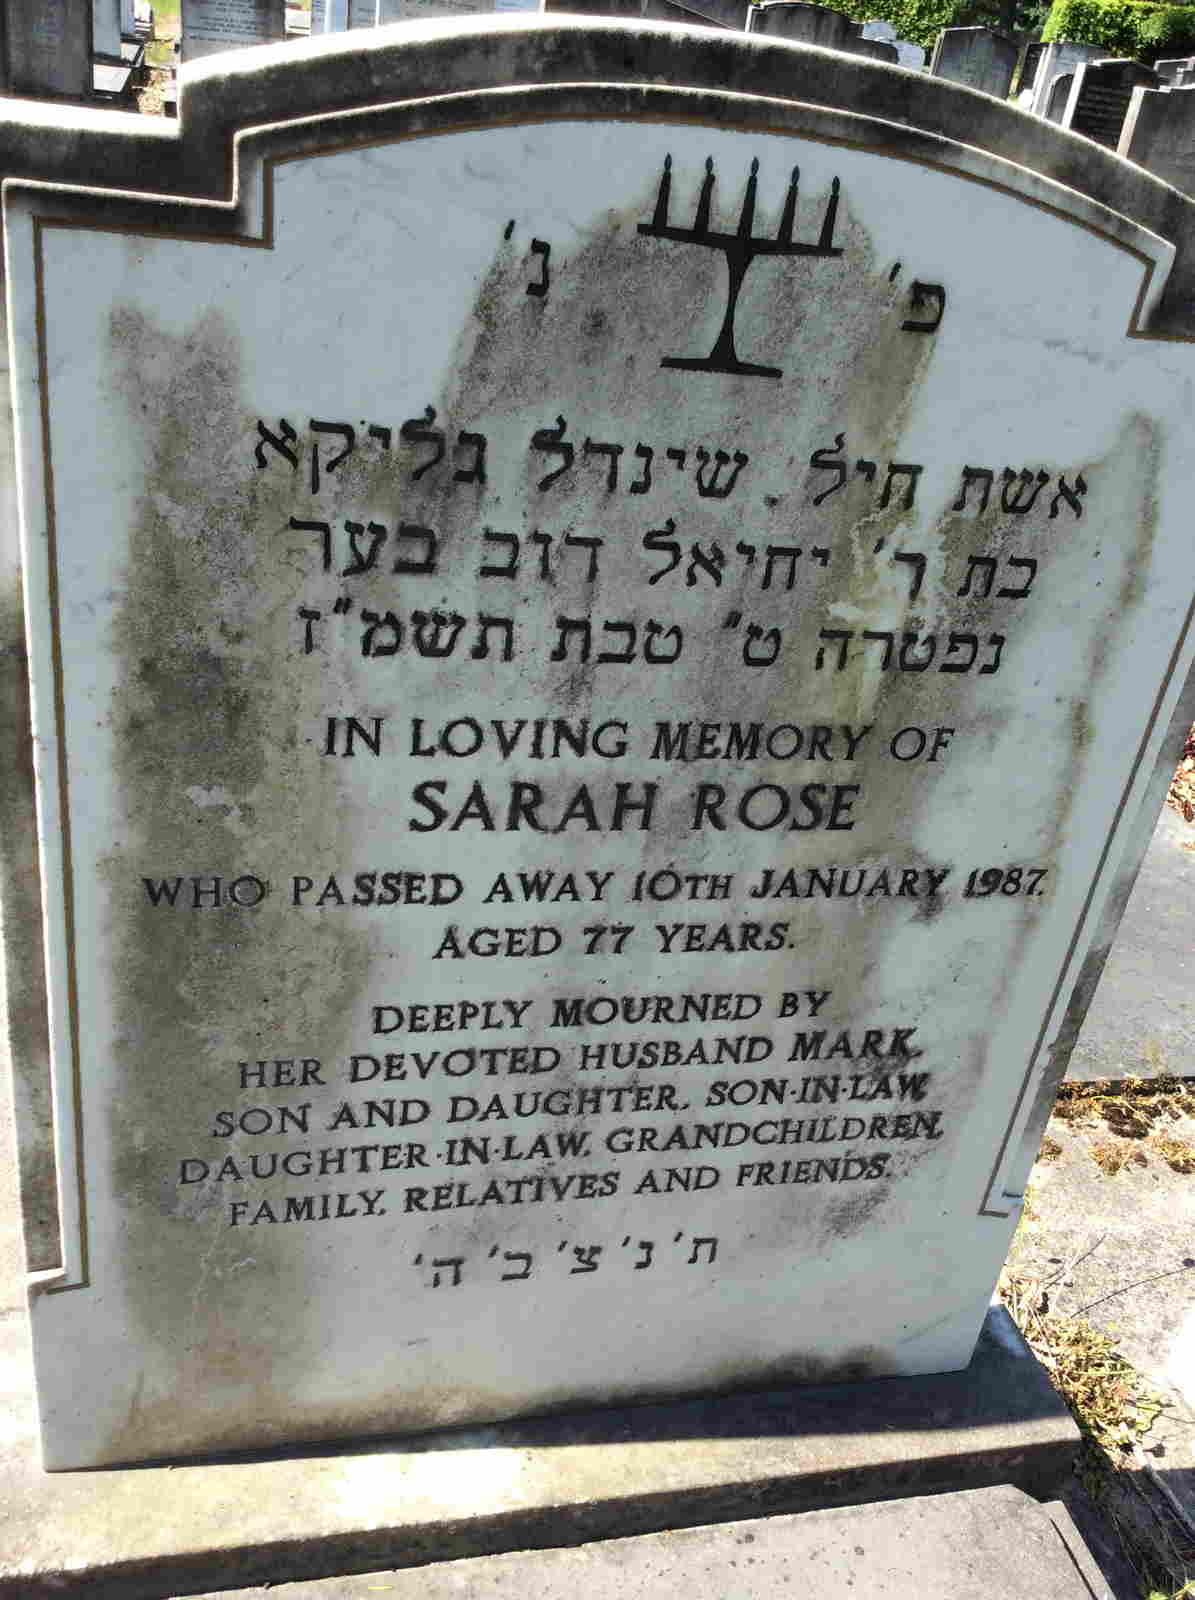 פ' נ'
אשת חיל. שינדל גליקא
בת ר' יחיאל דוב בער
נפטרה ט" טבת תשמ"ז
IN LOVING MEMORY OF
SARAH ROSE
WHO PASSED AWAY 10TH JANUARY 1987.
AGED 77 YEARS.
DEEPLY MOURNED BY
HER DEVOTED HUSBAND MARK,
SON AND DAUGHTER, SON·IN·LAW,
DAUGHTER·IN·LAW, GRANDCHILDREN,
FAMILY, RELATIVES AND FRIENDS.
ת' נ' צ' ב' ה'